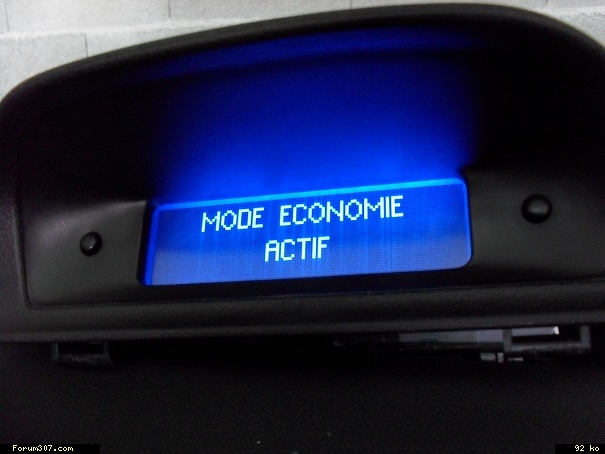 MODE ECONOMIE
ACTIF
Forum307.com
92 ko